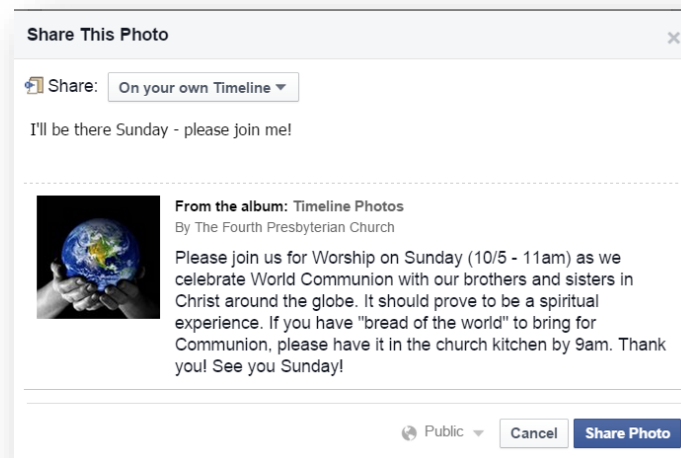 Share This Photo
Share: On your own Timeline
I'll be there Sunday - please join me!
From the album: Timeline Photos
By The Fourth Presbyterian Church
Please join us for Worship on Sunday (10/5 - 11am) as we
celebrate World Communion with our brothers and sisters in
Christ around the globe. It should prove to be a spiritual
experience. If you have "bread of the world" to bring for
Communion, please have it in the church kitchen by 9am. Thank
you! See you Sunday!
Public Cancel Share Photo